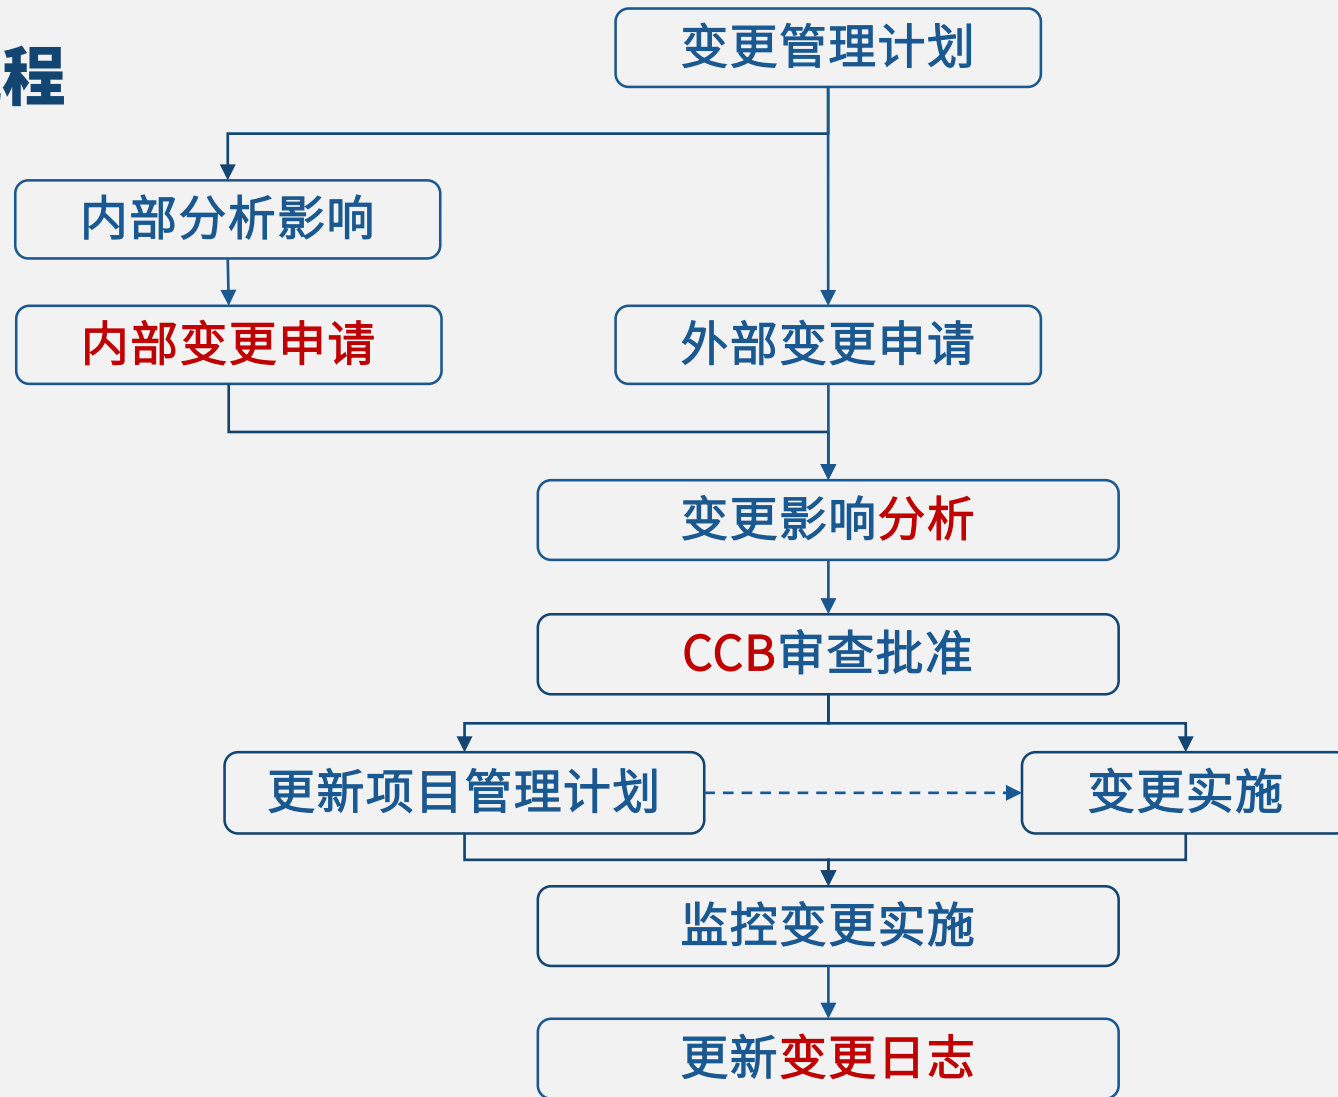 程
变更管理计划
内部分析影响
内部变更申请
外部变更申请
变更影响分析
CCB审查批准
更新项目管理计划
变更实施
监控变更实施
更新变更日志